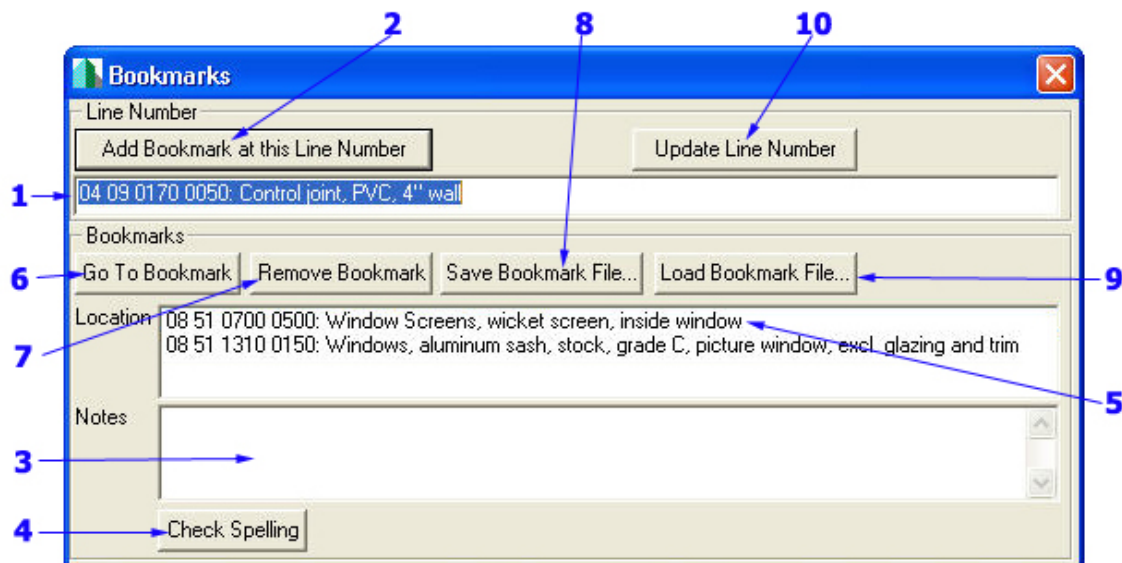 2 8 10
Bookmarks
Line Number
Add Bookmark at this Line Number Update Line Number
1 04 09 0170 0050: Control joint, PVC, 4" wall
Bookmarks
6 Go To Bookmark Remove Bookmark Save Bookmark File... Load Bookmark File... 9
Location 08 51 0700 0500: Window Screens, wicket screen, inside window
7 08 51 1310 0150: Windows, aluminum sash, stock, grade C, picture window, excl. glazing and trim
5
Notes
3
4 Check Spelling